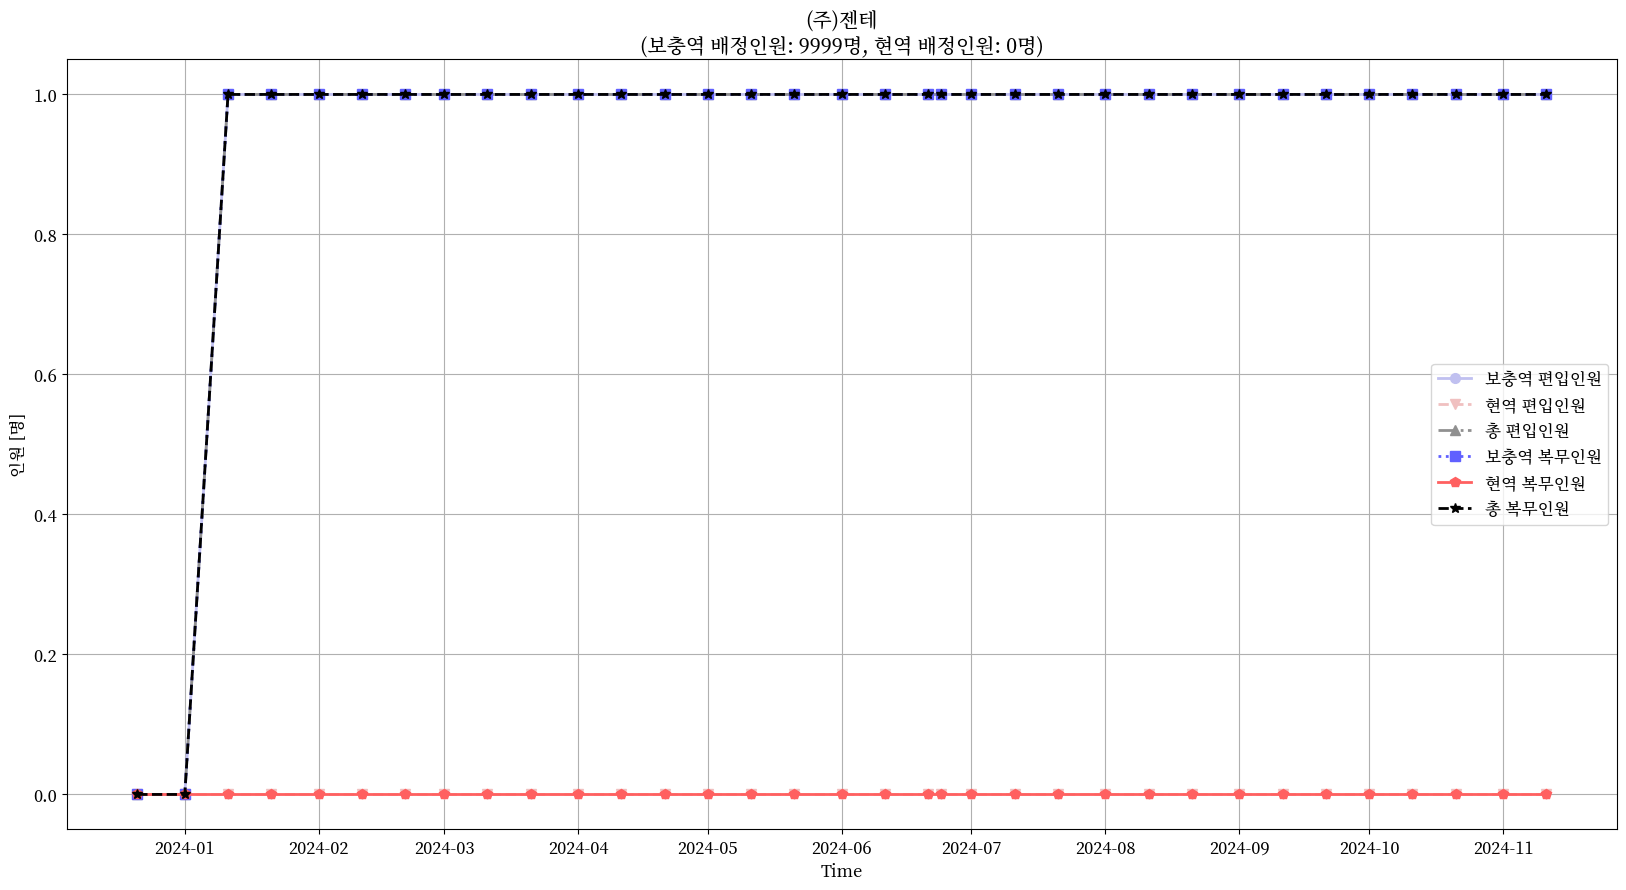 (주)젠테
(보충역 배정인원: 9999명, 현역 배정인원: 0명)
인원 [명]
1.0
0.8
0.6
0.4
0.2
0.0
보충역 편입인원
현역 편입인원
총 편입인원
보충역 복무인원
현역 복무인원
총 복무인원
2024-01
2024-02
2024-03
2024-04
2024-05
2024-06
2024-07
2024-08
2024-09
2024-10
2024-11
Time